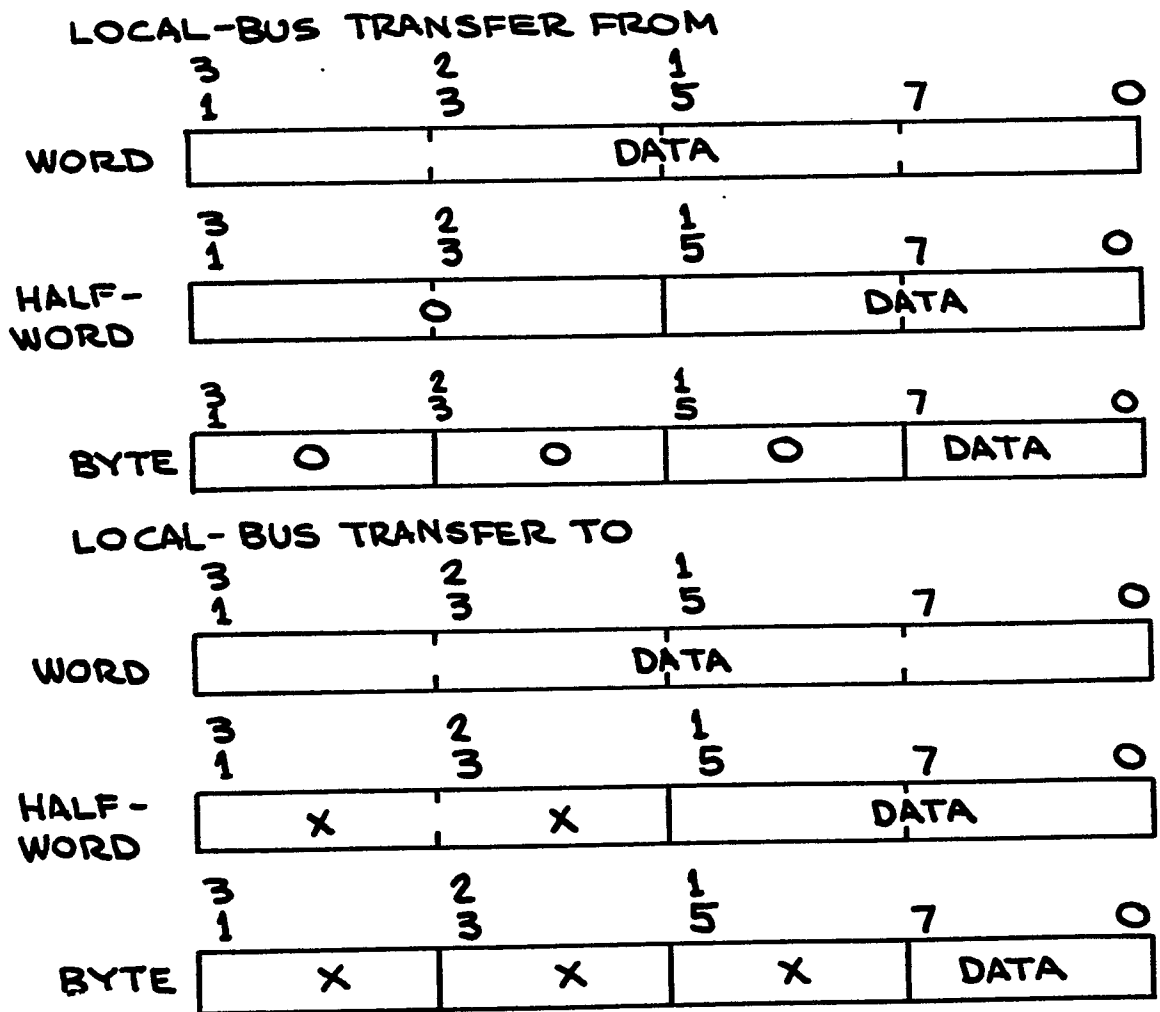 LOCAL-BUS TRANSFER FROM
3 2 1
1 3 5 7 0
WORD DATA
3 2 1
1 3 5 7 0
HALF- 0 DATA
WORD
3 2 1
1 3 5 7 0
BYTE 0 0 0 DATA
LOCAL-BUS TRANSFER TO
3 2 1
1 3 5 7 0
WORD DATA
3 2 1
1 3 5 7 0
HALF- X X DATA
WORD
3 2 1
1 3 5 7 0
BYTE X X X DATA